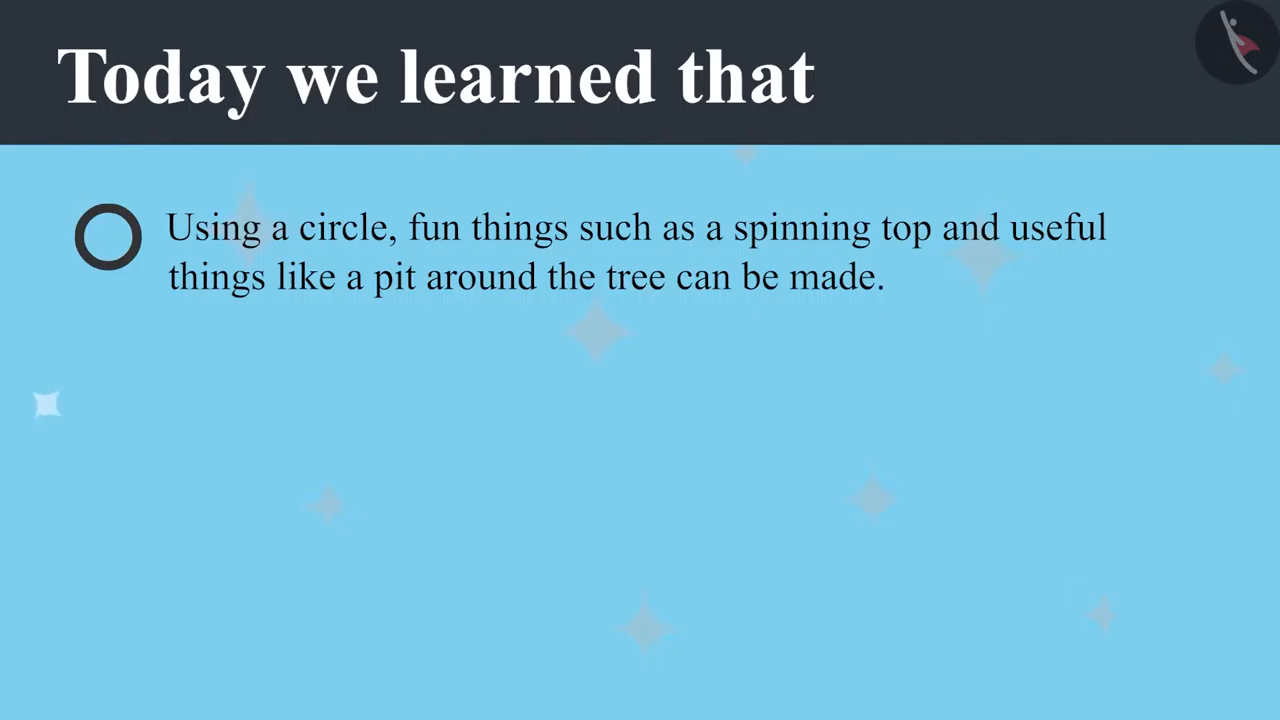 Today we learned that
Using a circle, fun things such as a spinning top and useful
things like a pit around the tree can be made.